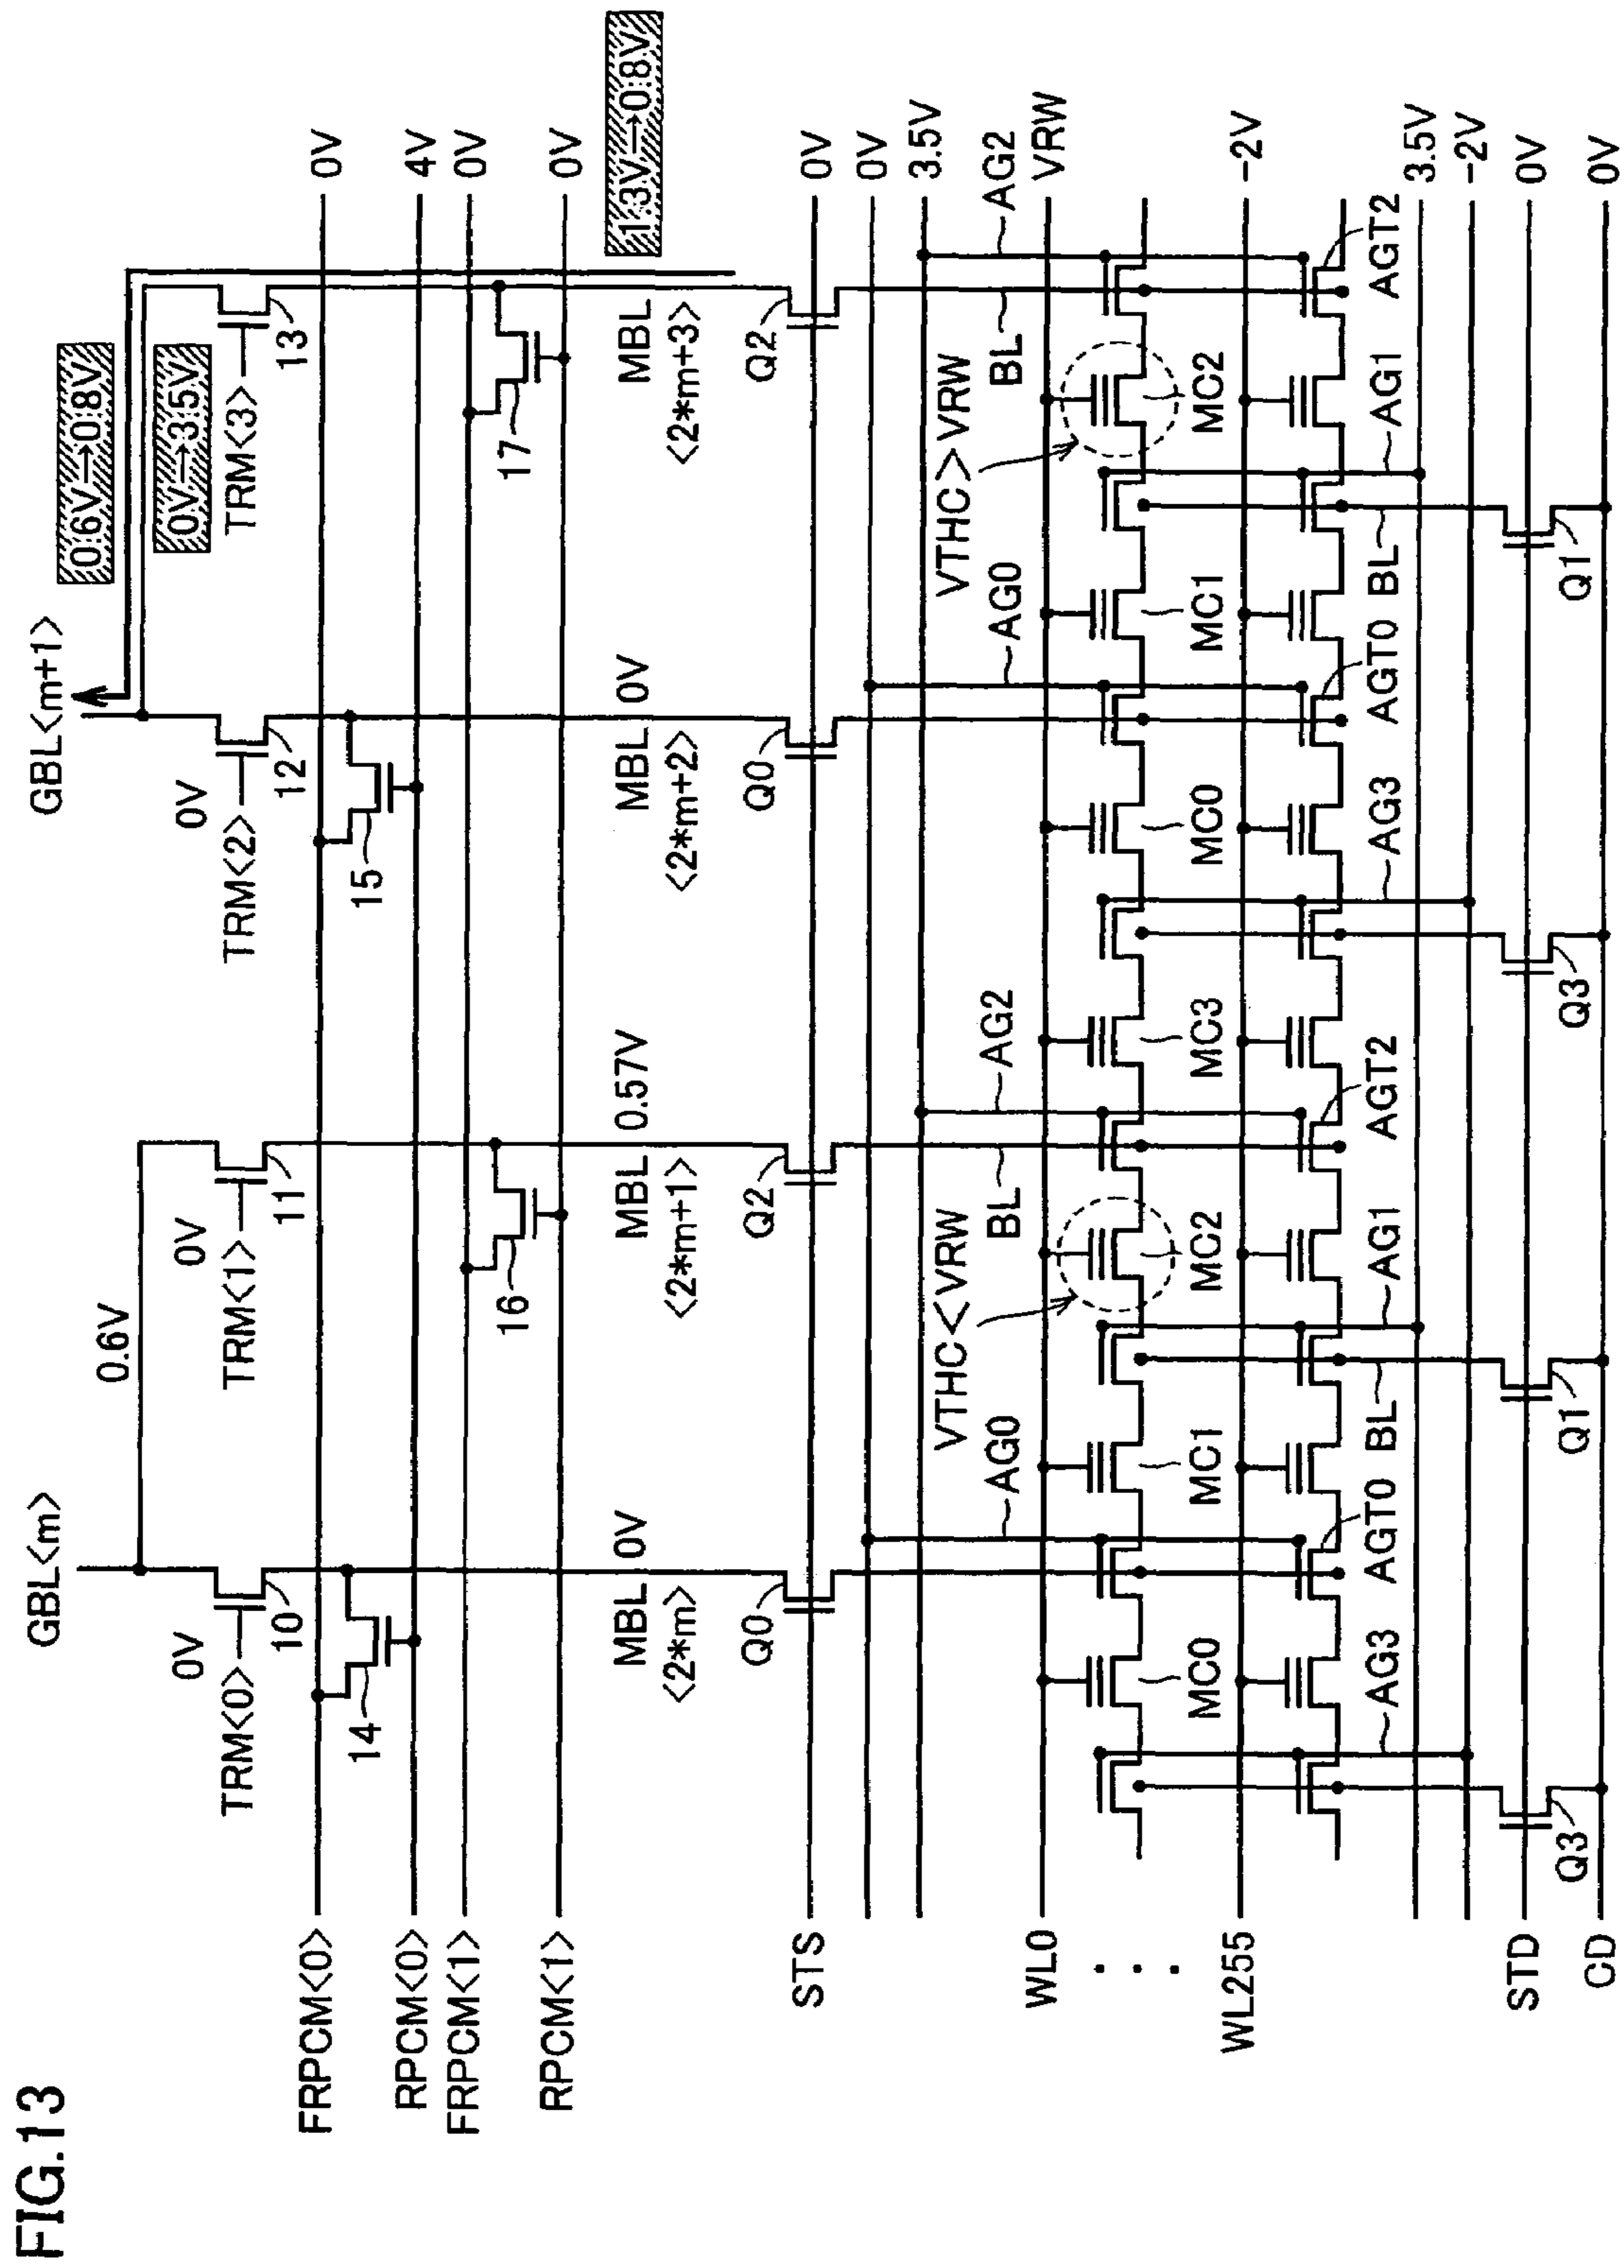 FIG.13
GBL<m>
GBL<m+1>
0.6V
0.6V→0.8V
0V→3.5V
0V
TRM<0>
10
0V
TRM<1>
11
0V
TRM<2>
12
TRM<3>
13
FRPCM<0>
0V
RPCM<0>
4V
FRPCM<1>
0V
RPCM<1>
0V
14
16
15
17
1.3V→0.8V
MBL 0V
<2*m>
MBL 0.57V
<2*m+1>
MBL 0V
<2*m+2>
MBL
<2*m+3>
Q0
Q2
Q0
Q2
STS
0V
0V
3.5V
AG0
VTHC<VRW
BL
AG2
AG0
VTHC>VRW
BL
AG2
WL0
VRW
MC0
MC1
MC2
MC3
MC0
MC1
MC2
WL255
-2V
AG3
AGT0
BL
AG1
AGT2
AG3
AGT0
BL
AG1
AGT2
3.5V
-2V
STD
0V
Q3
Q1
Q3
Q1
CD
0V